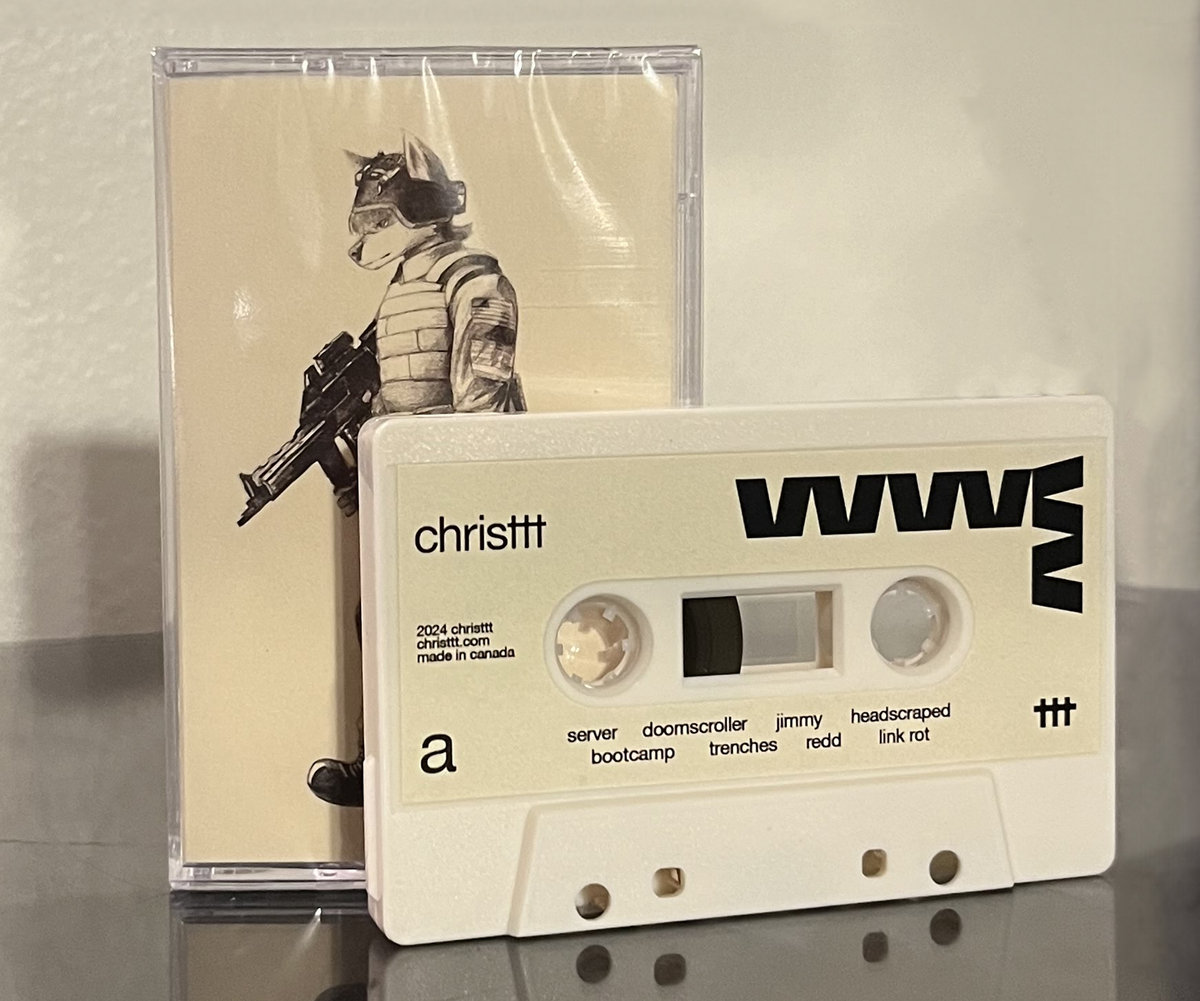 christtt
www
2024 christtt
christtt.com
made in canada
a
server doomscroller jimmy headscraped
bootcamp trenches redd link rot
ttt